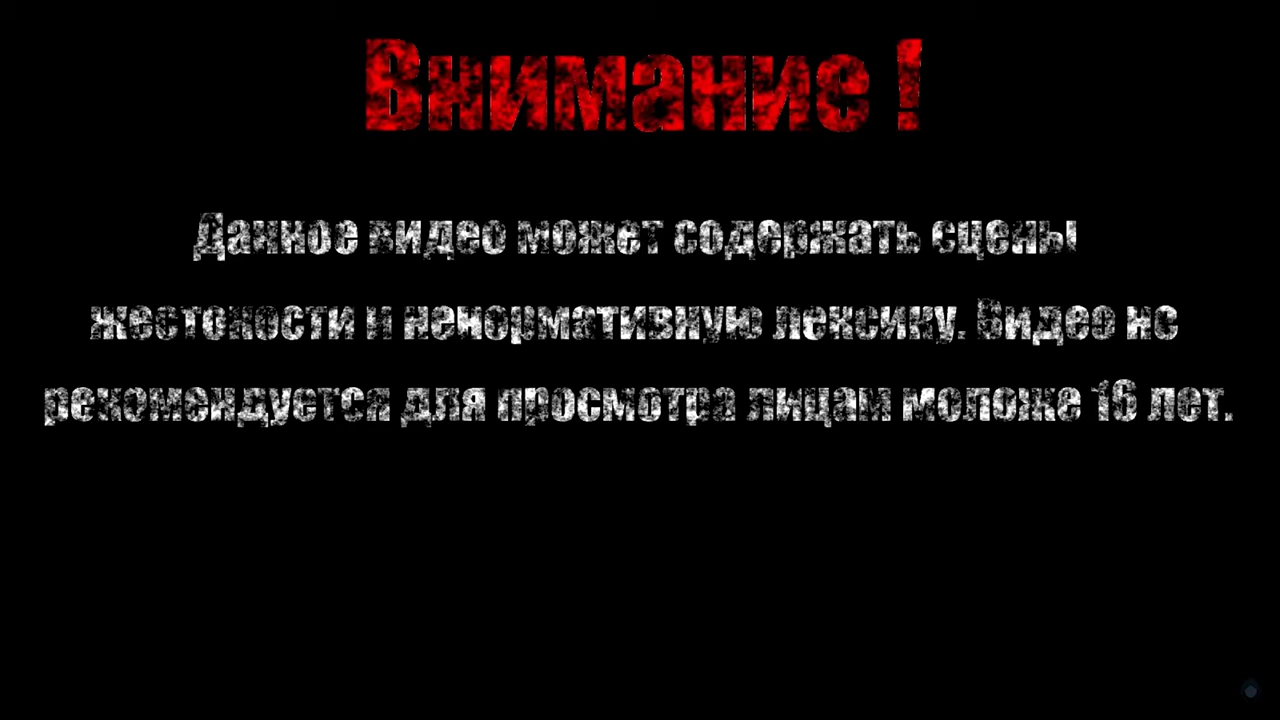 Внимание !
Данное видео может содержать сцены
жестокости и ненормативную лексику. Видео не
рекомендуется для просмотра лицам моложе 16 лет.